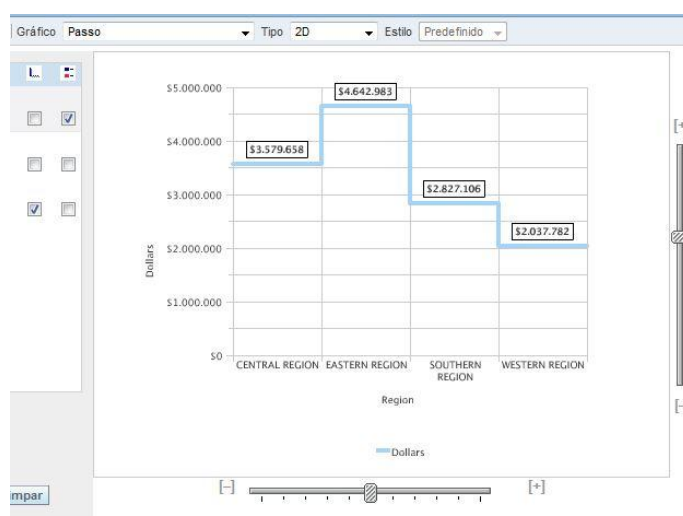 Gráfico Passo Tipo 2D Estilo Predefinido
$5.000.000
$4.642.983
$4.000.000
$3.579.658
$3.000.000
$2.827.106
$2.037.782
$2.000.000
Dollars
$1.000.000
$0
CENTRAL REGION EASTERN REGION SOUTHERN REGION WESTERN REGION
Region
Dollars
[−] [+]
[−]